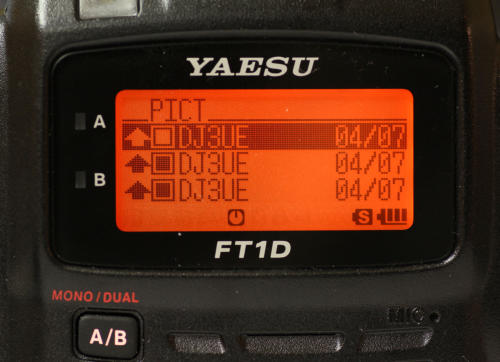 YAESU
PICT
A
DJ3UE 04/07
DJ3UE 04/07
B
DJ3UE 04/07
S
FT1D
MONO / DUAL
A/B
MIC